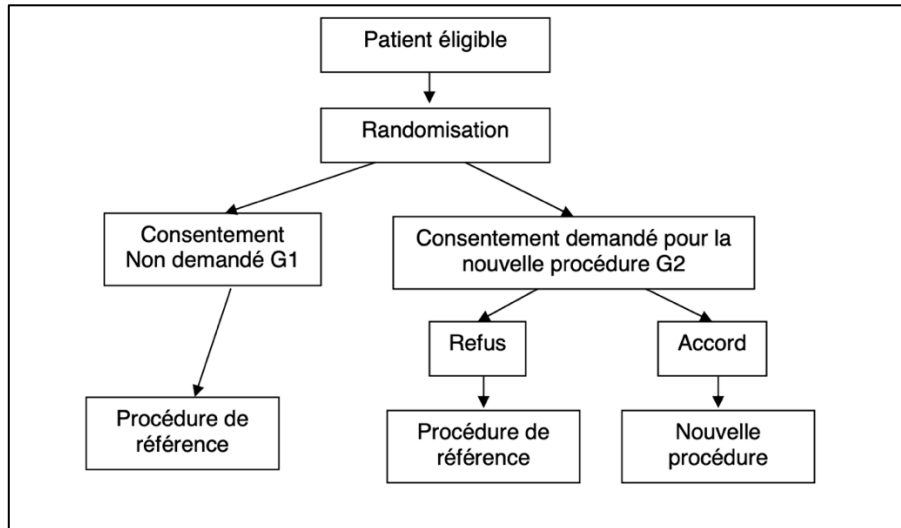 Patient éligible
Randomisation
Consentement
Non demandé G1
Consentement demandé pour la
nouvelle procédure G2
Refus
Accord
Procédure de
référence
Procédure de
référence
Nouvelle
procédure